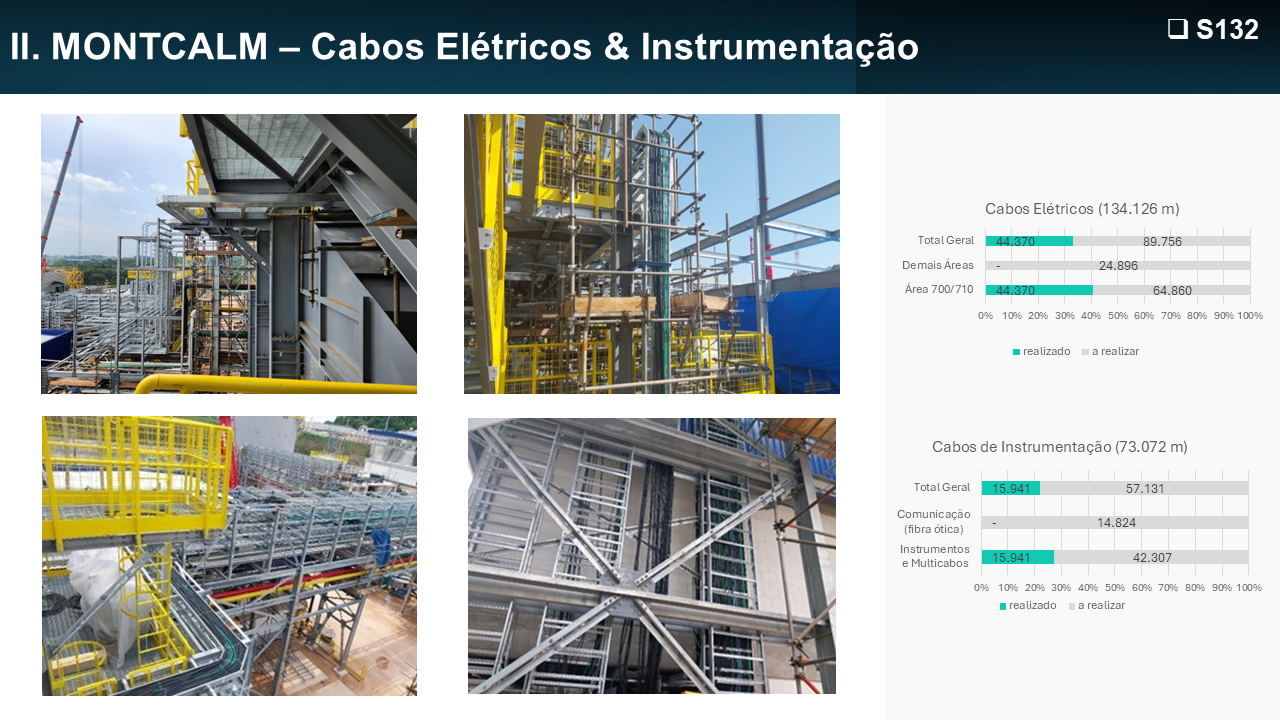 II. MONTCALM – Cabos Elétricos & Instrumentação
❑ S132
Cabos Elétricos (134.126 m)
Total Geral 44.370 89.756
Demais Áreas - 24.896
Área 700/710 44.370 64.860
0% 10% 20% 30% 40% 50% 60% 70% 80% 90% 100%
realizado a realizar
Cabos de Instrumentação (73.072 m)
Total Geral 15.941 57.131
Comunicação
(fibra ótica) - 14.824
Instrumentos
e Multicabos 15.941 42.307
0% 10% 20% 30% 40% 50% 60% 70% 80% 90% 100%
realizado a realizar